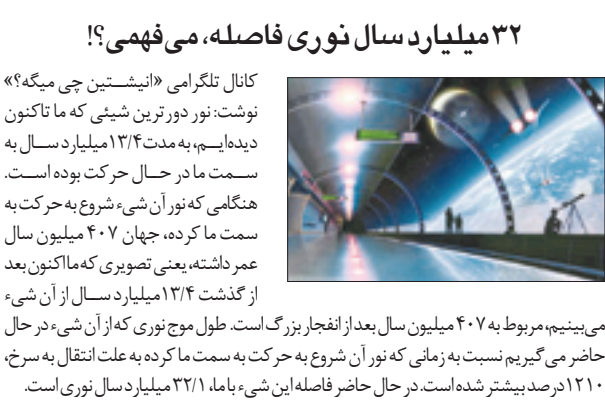 ۳۲ میلیارد سال نوری فاصله، می‌فهمی؟!
کانال تلگرامی «انیشتین چی میگه؟»
نوشت: نور دورترین شیئی که ما تاکنون
دیده‌ایم، به مدت ۱۳/۴ میلیارد سال به
سمت ما در حال حرکت بوده است.
هنگامی که نور آن شیء شروع به حرکت به
سمت ما کرده، جهان ۴۰۷ میلیون سال
عمر داشته، یعنی تصویری که ما اکنون بعد
از گذشت ۱۳/۴ میلیارد سال از آن شیء
می‌بینیم، مربوط به ۴۰۷ میلیون سال بعد از انفجار بزرگ است. طول موج نوری که از آن شیء در حال
حاضر می‌گیریم نسبت به زمانی که نور آن شروع به حرکت به سمت ما کرده به علت انتقال به سرخ،
۱۲۱۰ درصد بیشتر شده است. در حال حاضر فاصله این شیء با ما، ۳۲/۱ میلیارد سال نوری است.